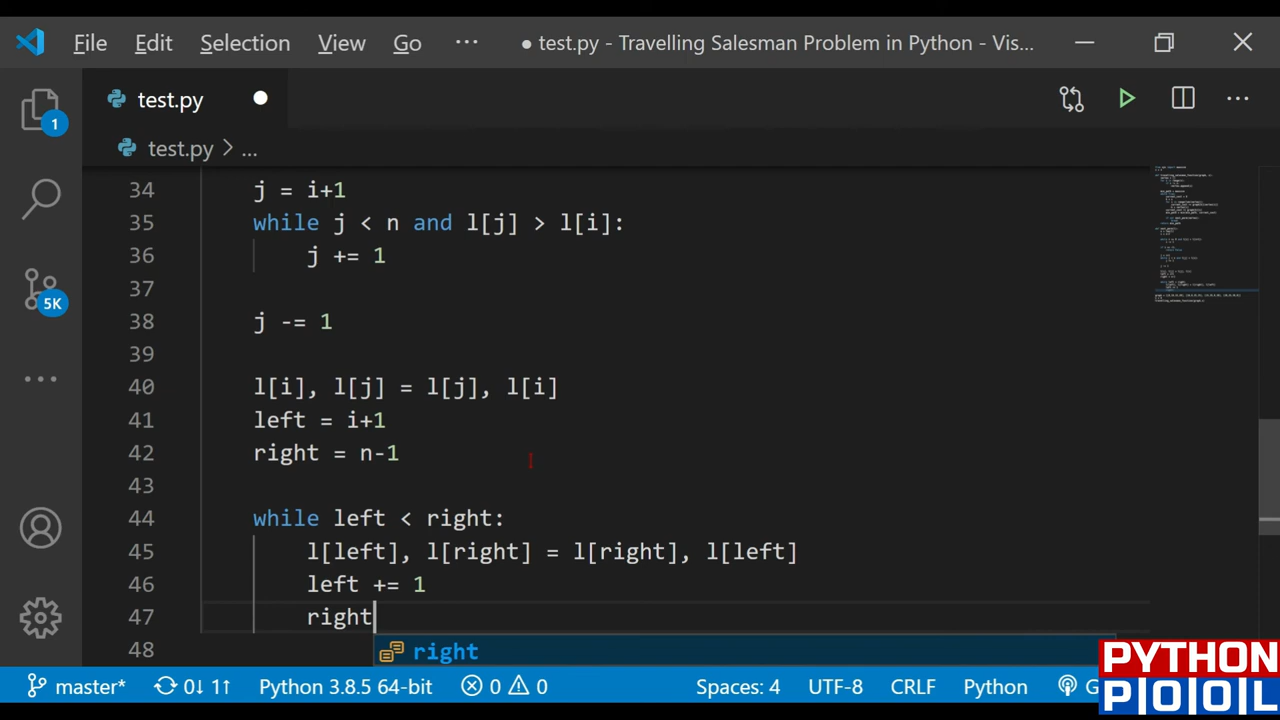 File Edit Selection View Go ··· ● test.py - Travelling Salesman Problem in Python - Vis...
test.py
test.py > ...
1
5K
34 j = i+1
35 while j < n and l[j] > l[i]:
36 j += 1
37
38 j -= 1
39
40 l[i], l[j] = l[j], l[i]
41 left = i+1
42 right = n-1
43
44 while left < right:
45 l[left], l[right] = l[right], l[left]
46 left += 1
47 right
48
right
master* 0↓ 1↑ Python 3.8.5 64-bit 0 0 Spaces: 4 UTF-8 CRLF Python
PYTHON
POOL